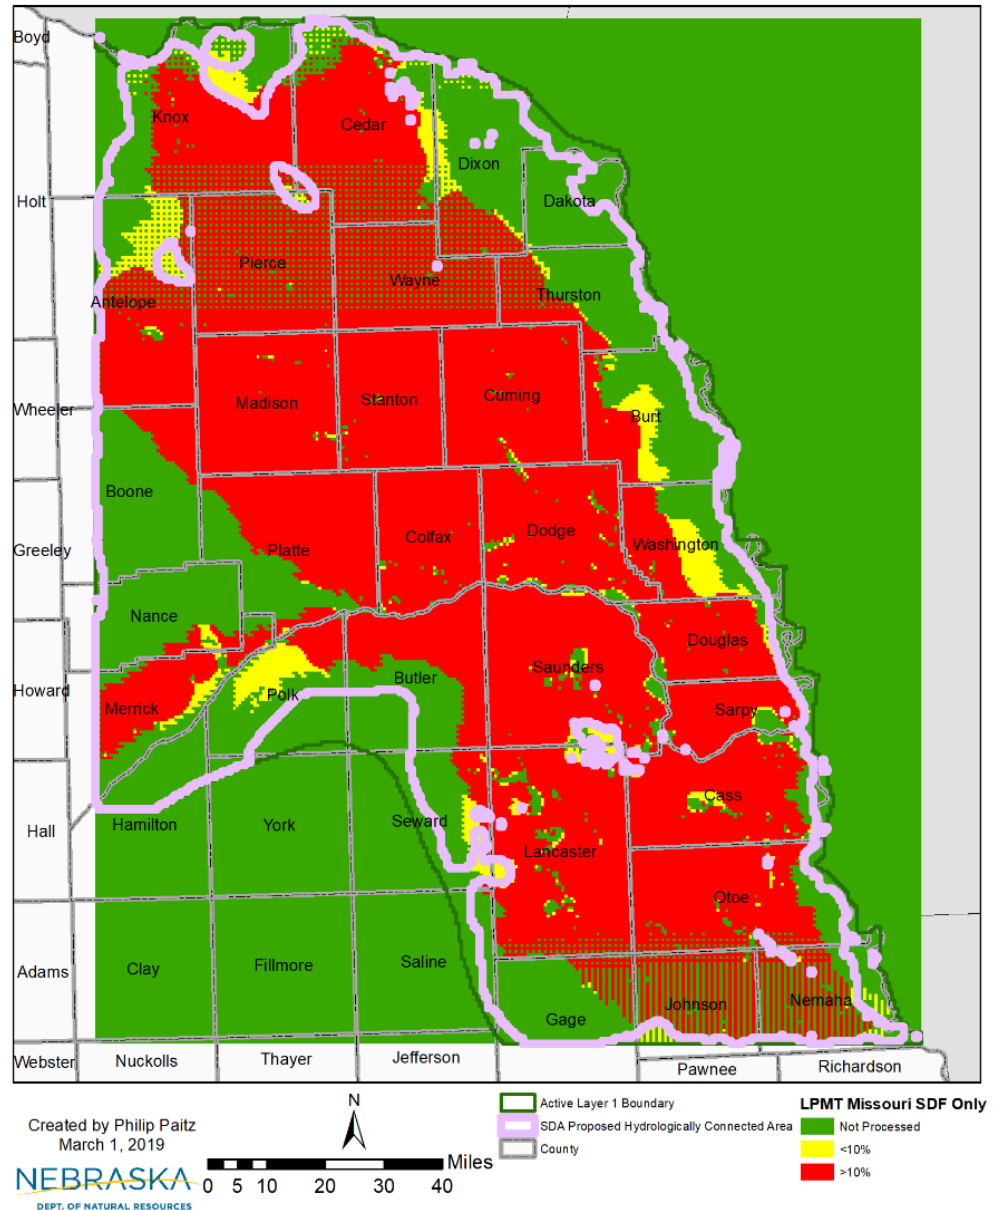 Boyd
Knox
Cedar
Dixon
Holt
Dakota
Pierce
Wayne
Antelope
Thurston
Wheeler
Madison
Stanton
Cuming
Burt
Boone
Greeley
Platte
Colfax
Dodge
Washington
Nance
Douglas
Saunders
Howard
Merrick
Polk
Butler
Sarpy
Hall
Hamilton
York
Seward
Cass
Lancaster
Otoe
Adams
Clay
Fillmore
Saline
Gage
Johnson
Nemaha
Webster
Nuckolls
Thayer
Jefferson
Pawnee
Richardson
Created by Philip Paitz
March 1, 2019
NEBRASKA
DEPT. OF NATURAL RESOURCES
N
Miles
0 5 10 20 30 40
Active Layer 1 Boundary
SDA Proposed Hydrologically Connected Area
County
LPMT Missouri SDF Only
Not Processed
<10%
>10%